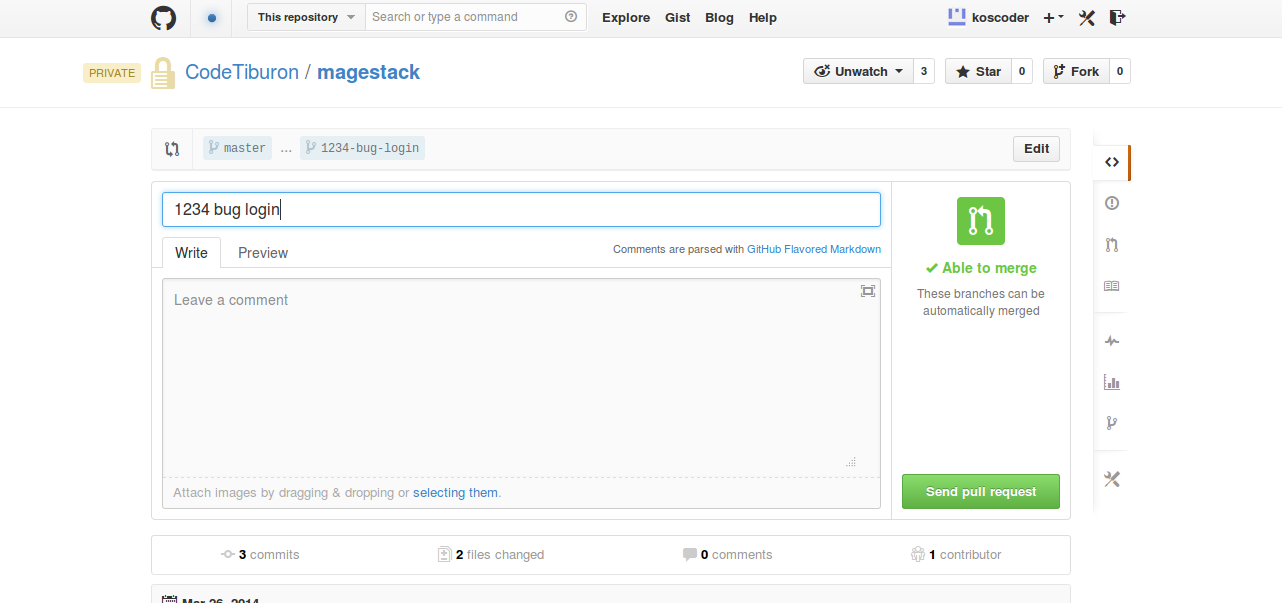 This repository Search or type a command Explore Gist Blog Help koscoder
PRIVATE CodeTiburon / magestack Unwatch 3 Star 0 Fork 0
master ... 1234-bug-login Edit
1234 bug login
Write Preview Comments are parsed with GitHub Flavored Markdown
Able to merge
Leave a comment
These branches can be
automatically merged
Attach images by dragging & dropping or selecting them.
Send pull request
3 commits 2 files changed 0 comments 1 contributor
Mar 26, 2014